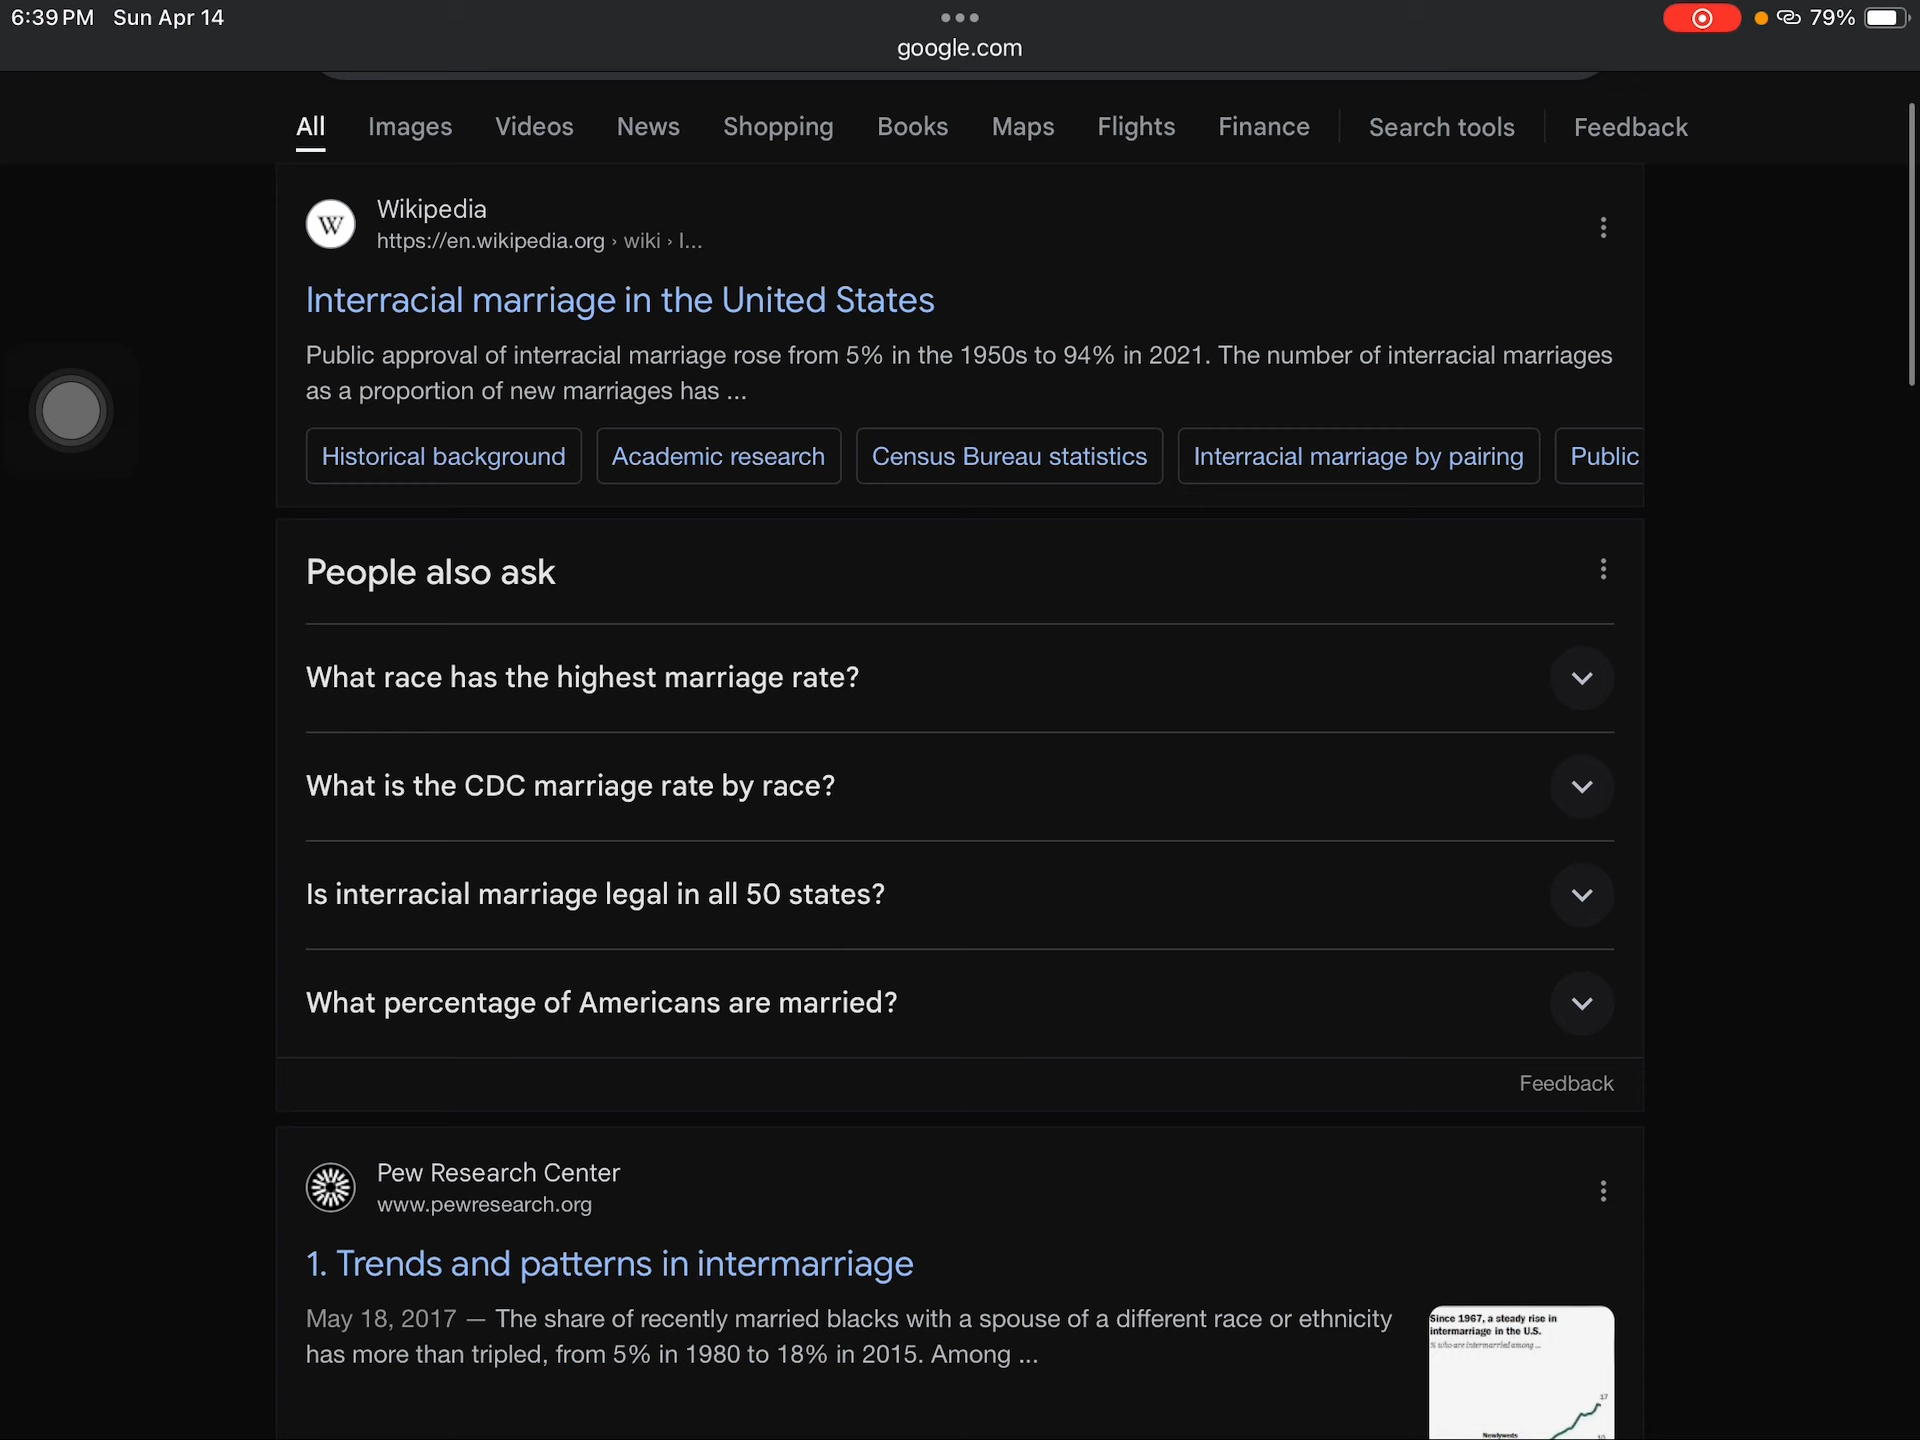 6:39 PM Sun Apr 14
79%
google.com
All Images Videos News Shopping Books Maps Flights Finance Search tools Feedback
W
Wikipedia
https://en.wikipedia.org › wiki › I...
Interracial marriage in the United States
Public approval of interracial marriage rose from 5% in the 1950s to 94% in 2021. The number of interracial marriages
as a proportion of new marriages has ...
Historical background Academic research Census Bureau statistics Interracial marriage by pairing Public
People also ask
What race has the highest marriage rate?
What is the CDC marriage rate by race?
Is interracial marriage legal in all 50 states?
What percentage of Americans are married?
Feedback
Pew Research Center
www.pewresearch.org
1. Trends and patterns in intermarriage
May 18, 2017 — The share of recently married blacks with a spouse of a different race or ethnicity
has more than tripled, from 5% in 1980 to 18% in 2015. Among ...
Since 1967, a steady rise in
intermarriage in the U.S.
% who are intermarried among ...
17
Newlyweds
10